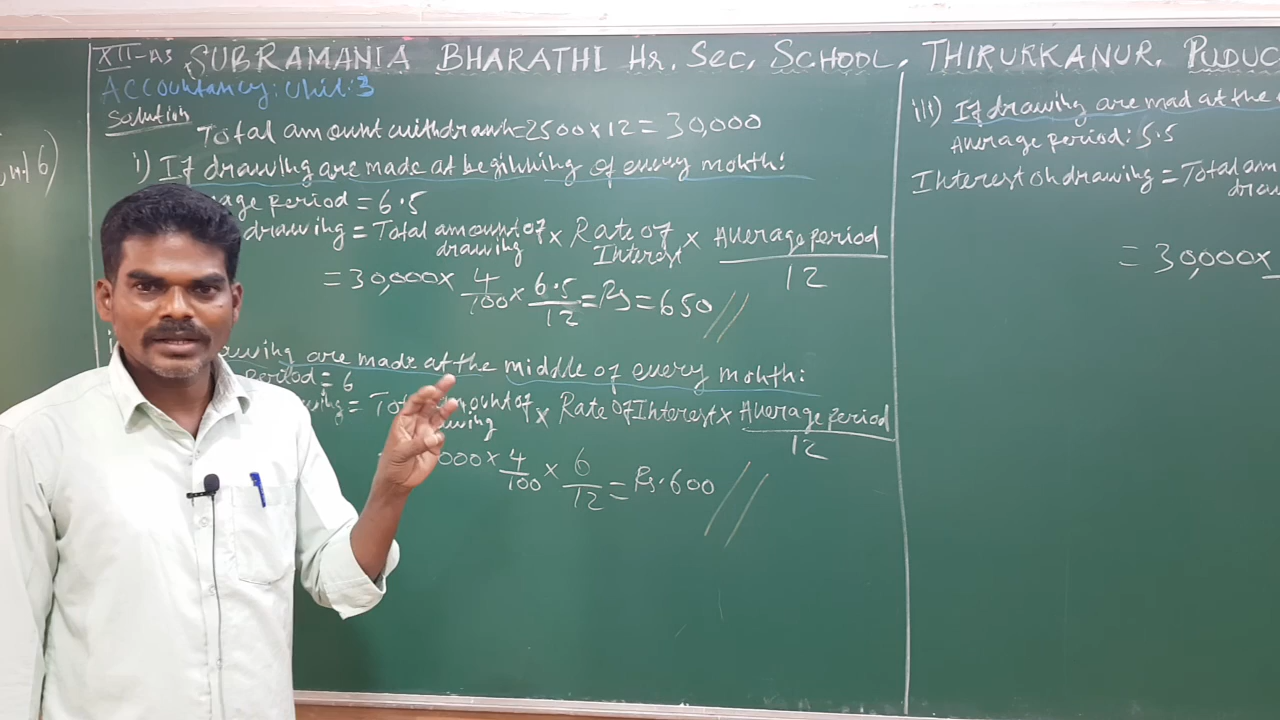 XII-A3 SUBRAMANIA BHARATHI Hr. Sec. SCHOOL, THIRUKKANUR, PUDUC
Accountancy: Unit: 3
Solution
Total amount withdrawn = 2500 × 12 = 30,000
i) If drawing are made at beginning of every month:
age period = 6.5
drawing = Total amount of drawing × Rate of Interest × Average period / 12
= 30,000 × 4/100 × 6.5/12 = Rs = 650 //
awing are made at the middle of every month:
period = 6
wing = Tot amount of awing × Rate of Interest × Average period / 12
000 × 4/100 × 6/12 = Rs. 600 //
iii) If drawing are mad at the
Average period: 5.5
Interest on drawing = Total am draw
= 30,000 ×